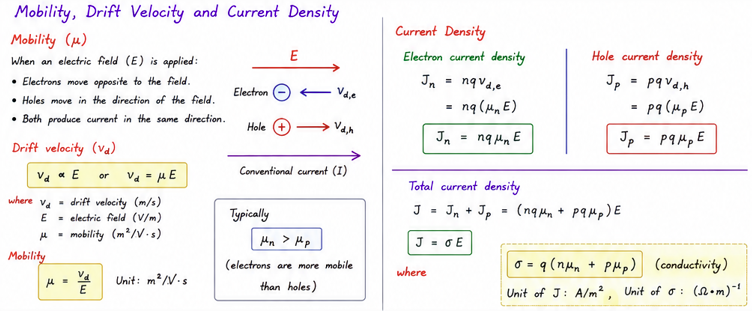 Mobility, Drift Velocity and Current Density
Mobility (μ)
When an electric field (E) is applied:
• Electrons move opposite to the field.
• Holes move in the direction of the field.
• Both produce current in the same direction.
E
Electron − v_d,e
Hole + v_d,h
Conventional current (I)
Drift velocity (v_d)
v_d ∝ E or v_d = μE
where v_d = drift velocity (m/s)
E = electric field (V/m)
μ = mobility (m²/V·s)
Mobility
μ = v_d / E Unit: m²/V·s
Typically
μ_n > μ_p
(electrons are more mobile
than holes)
Current Density
Electron current density
J_n = nqv_d,e
= nq(μ_n E)
J_n = nqμ_n E
Hole current density
J_p = pqv_d,h
= pq(μ_p E)
J_p = pqμ_p E
Total current density
J = J_n + J_p = (nqμ_n + pqμ_p)E
J = σE
where
σ = q(nμ_n + pμ_p) (conductivity)
Unit of J: A/m², Unit of σ: (Ω•m)⁻¹